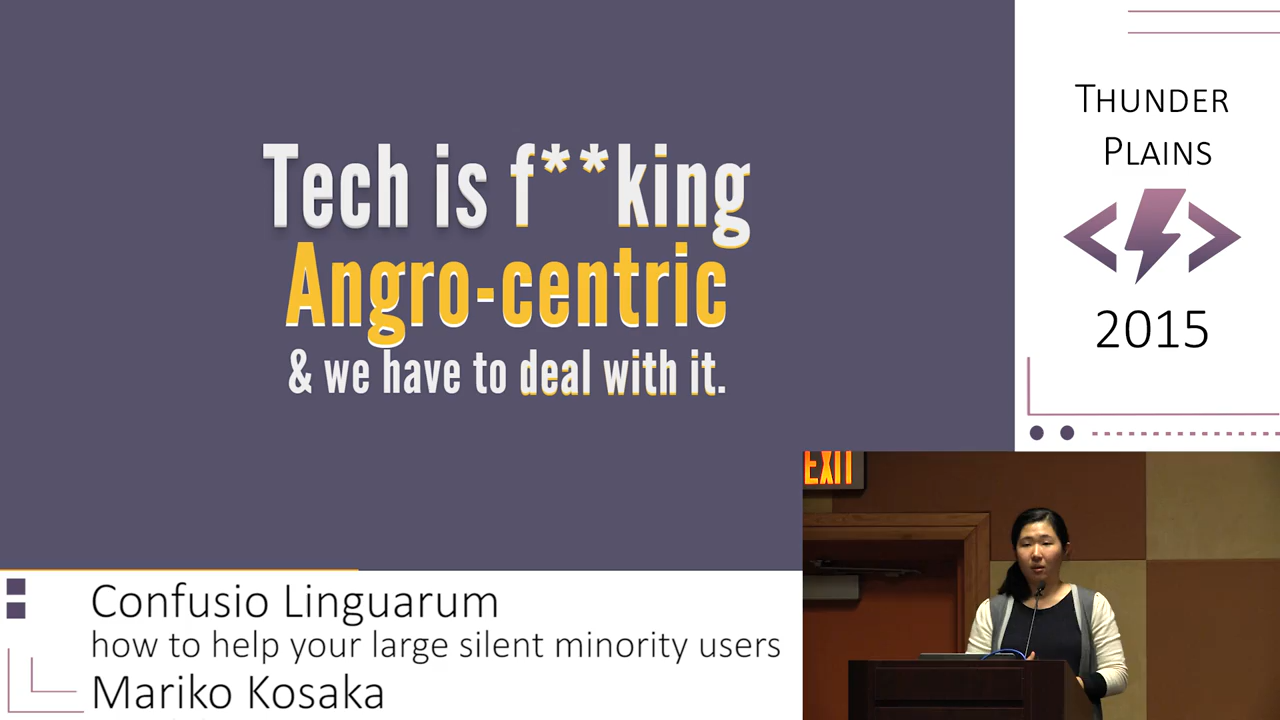 Tech is f**king
Angro-centric
& we have to deal with it.
THUNDER
PLAINS
2015
EXIT
Confusio Linguarum
how to help your large silent minority users
Mariko Kosaka